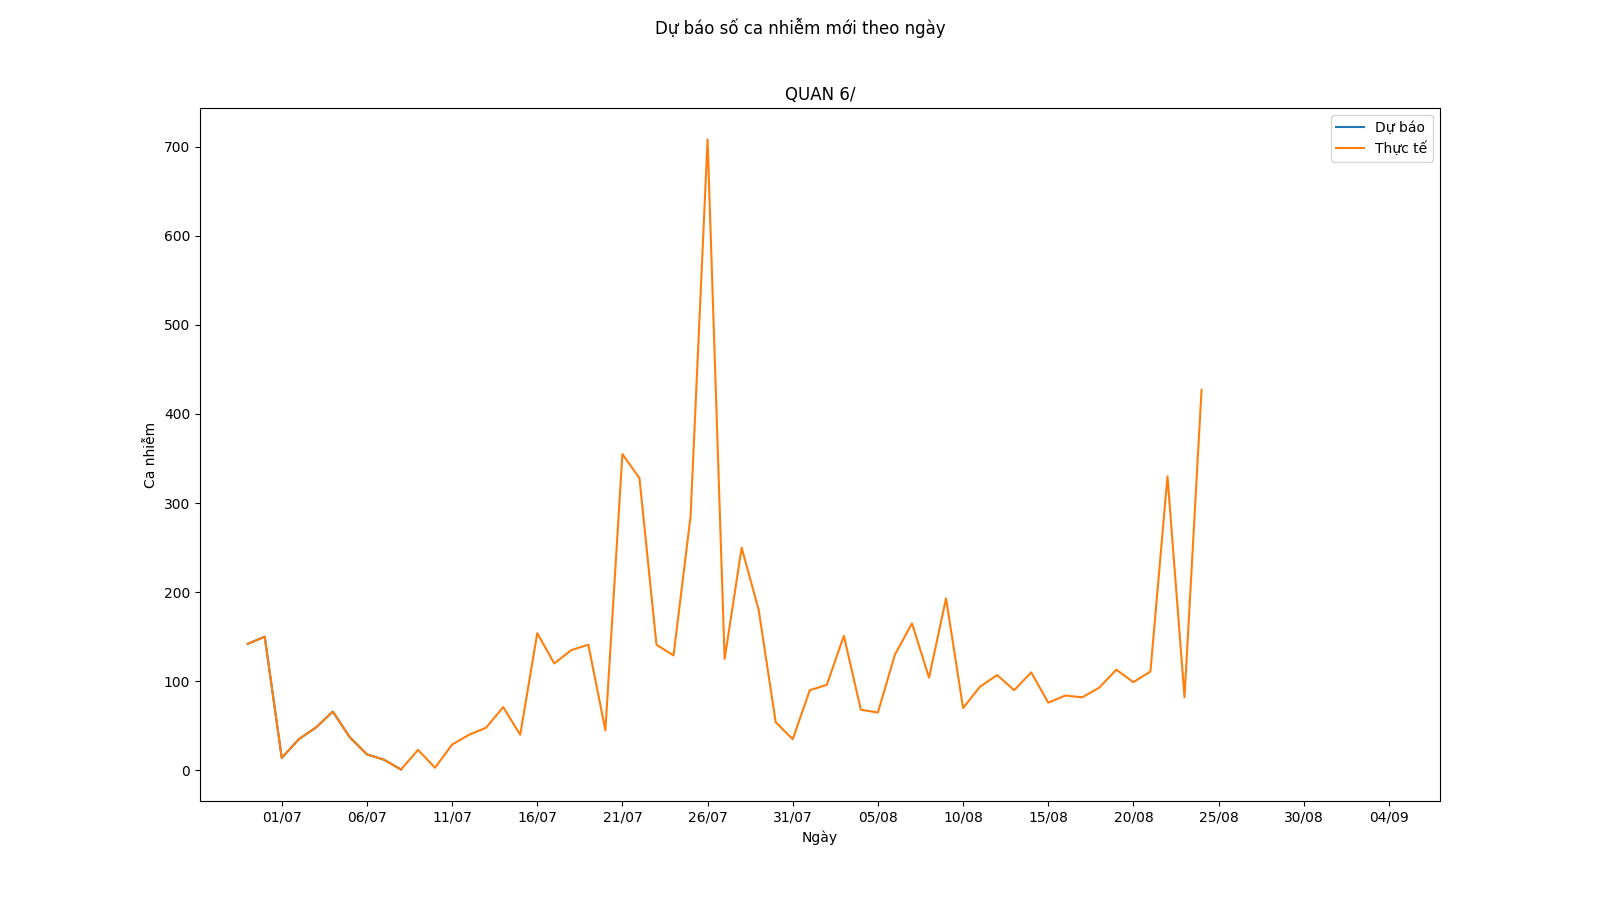 Dự báo số ca nhiễm mới theo ngày
QUAN 6/
Dự báo
Thực tế
700
600
500
400
300
200
100
0
Ca nhiễm
01/07 06/07 11/07 16/07 21/07 26/07 31/07 05/08 10/08 15/08 20/08 25/08 30/08 04/09
Ngày